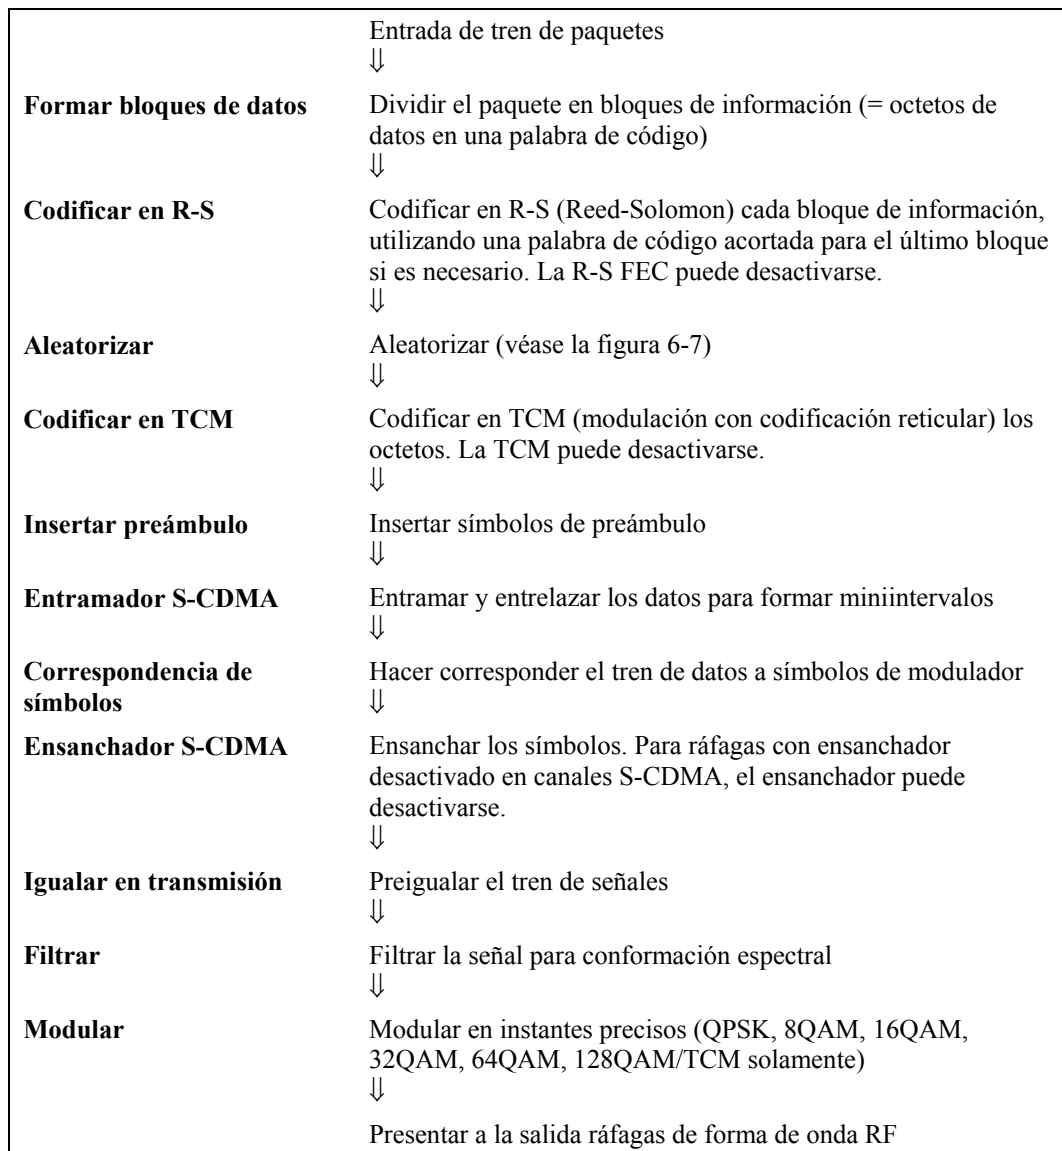 Entrada de tren de paquetes
⇓
Formar bloques de datos Dividir el paquete en bloques de información (= octetos de
datos en una palabra de código)
⇓
Codificar en R-S Codificar en R-S (Reed-Solomon) cada bloque de información,
utilizando una palabra de código acortada para el último bloque
si es necesario. La R-S FEC puede desactivarse.
⇓
Aleatorizar Aleatorizar (véase la figura 6-7)
⇓
Codificar en TCM Codificar en TCM (modulación con codificación reticular) los
octetos. La TCM puede desactivarse.
⇓
Insertar preámbulo Insertar símbolos de preámbulo
⇓
Entramador S-CDMA Entramar y entrelazar los datos para formar miniintervalos
⇓
Correspondencia de Hacer corresponder el tren de datos a símbolos de modulador
símbolos ⇓
Ensanchador S-CDMA Ensanchar los símbolos. Para ráfagas con ensanchador
desactivado en canales S-CDMA, el ensanchador puede
desactivarse.
⇓
Igualar en transmisión Preigualar el tren de señales
⇓
Filtrar Filtrar la señal para conformación espectral
⇓
Modular Modular en instantes precisos (QPSK, 8QAM, 16QAM,
32QAM, 64QAM, 128QAM/TCM solamente)
⇓
Presentar a la salida ráfagas de forma de onda RF